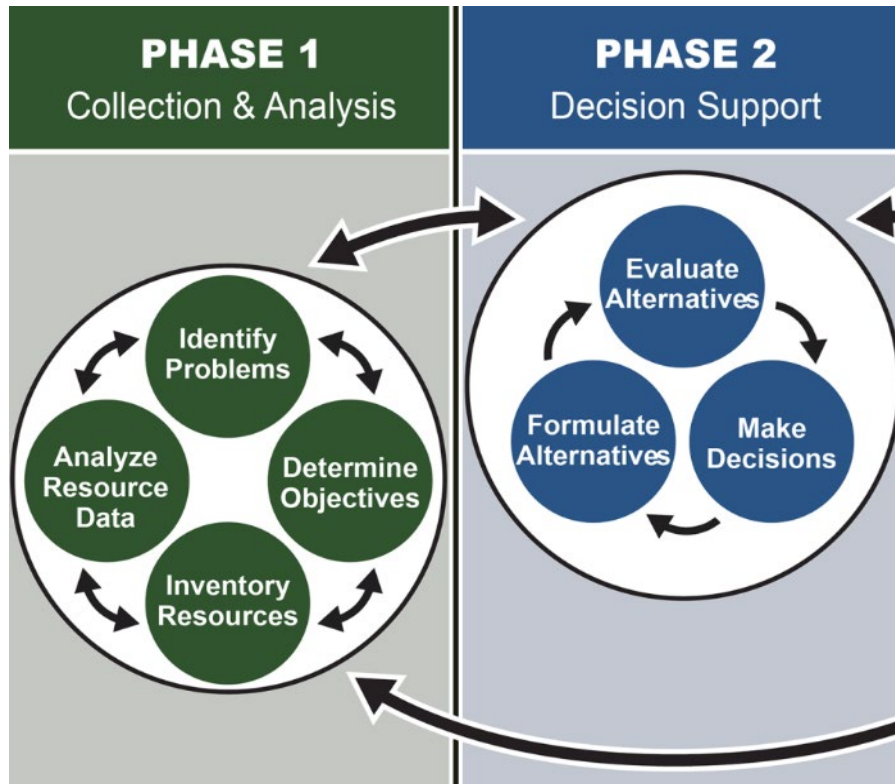 PHASE 1
Collection & Analysis
PHASE 2
Decision Support
Identify
Problems
Analyze
Resource
Data
Determine
Objectives
Inventory
Resources
Evaluate
Alternatives
Formulate
Alternatives
Make
Decisions